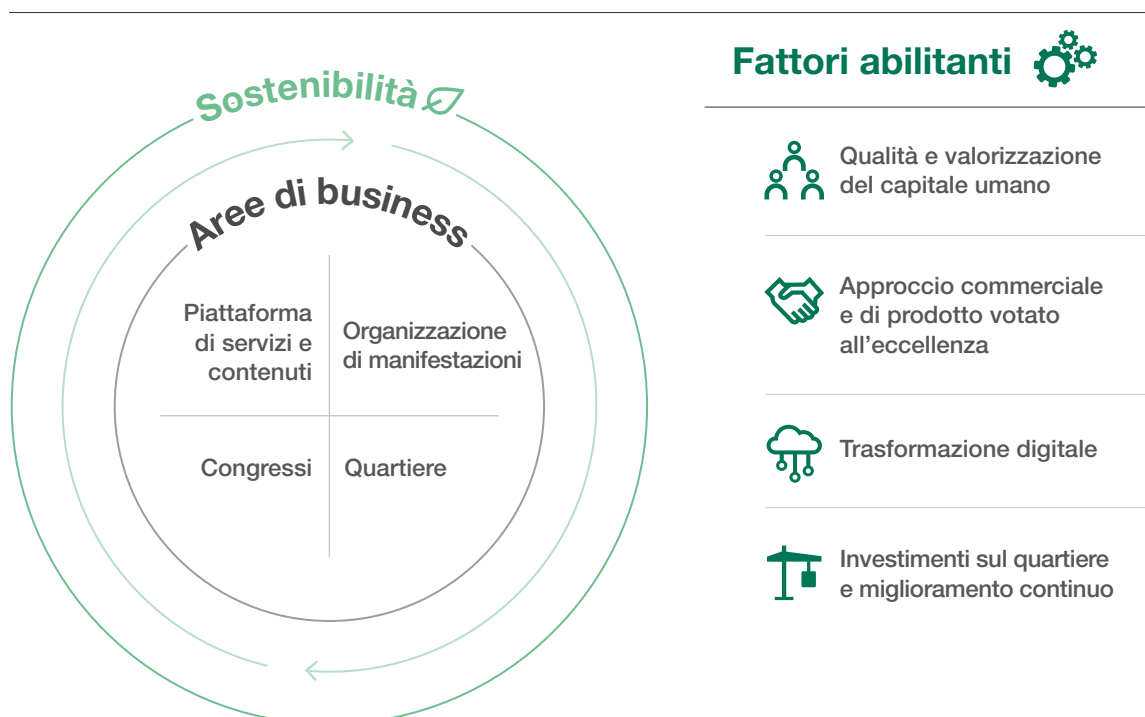 Sostenibilità
Aree di business
Piattaforma
di servizi e
contenuti
Organizzazione
di manifestazioni
Congressi
Quartiere
Fattori abilitanti
Qualità e valorizzazione
del capitale umano
Approccio commerciale
e di prodotto votato
all’eccellenza
Trasformazione digitale
Investimenti sul quartiere
e miglioramento continuo